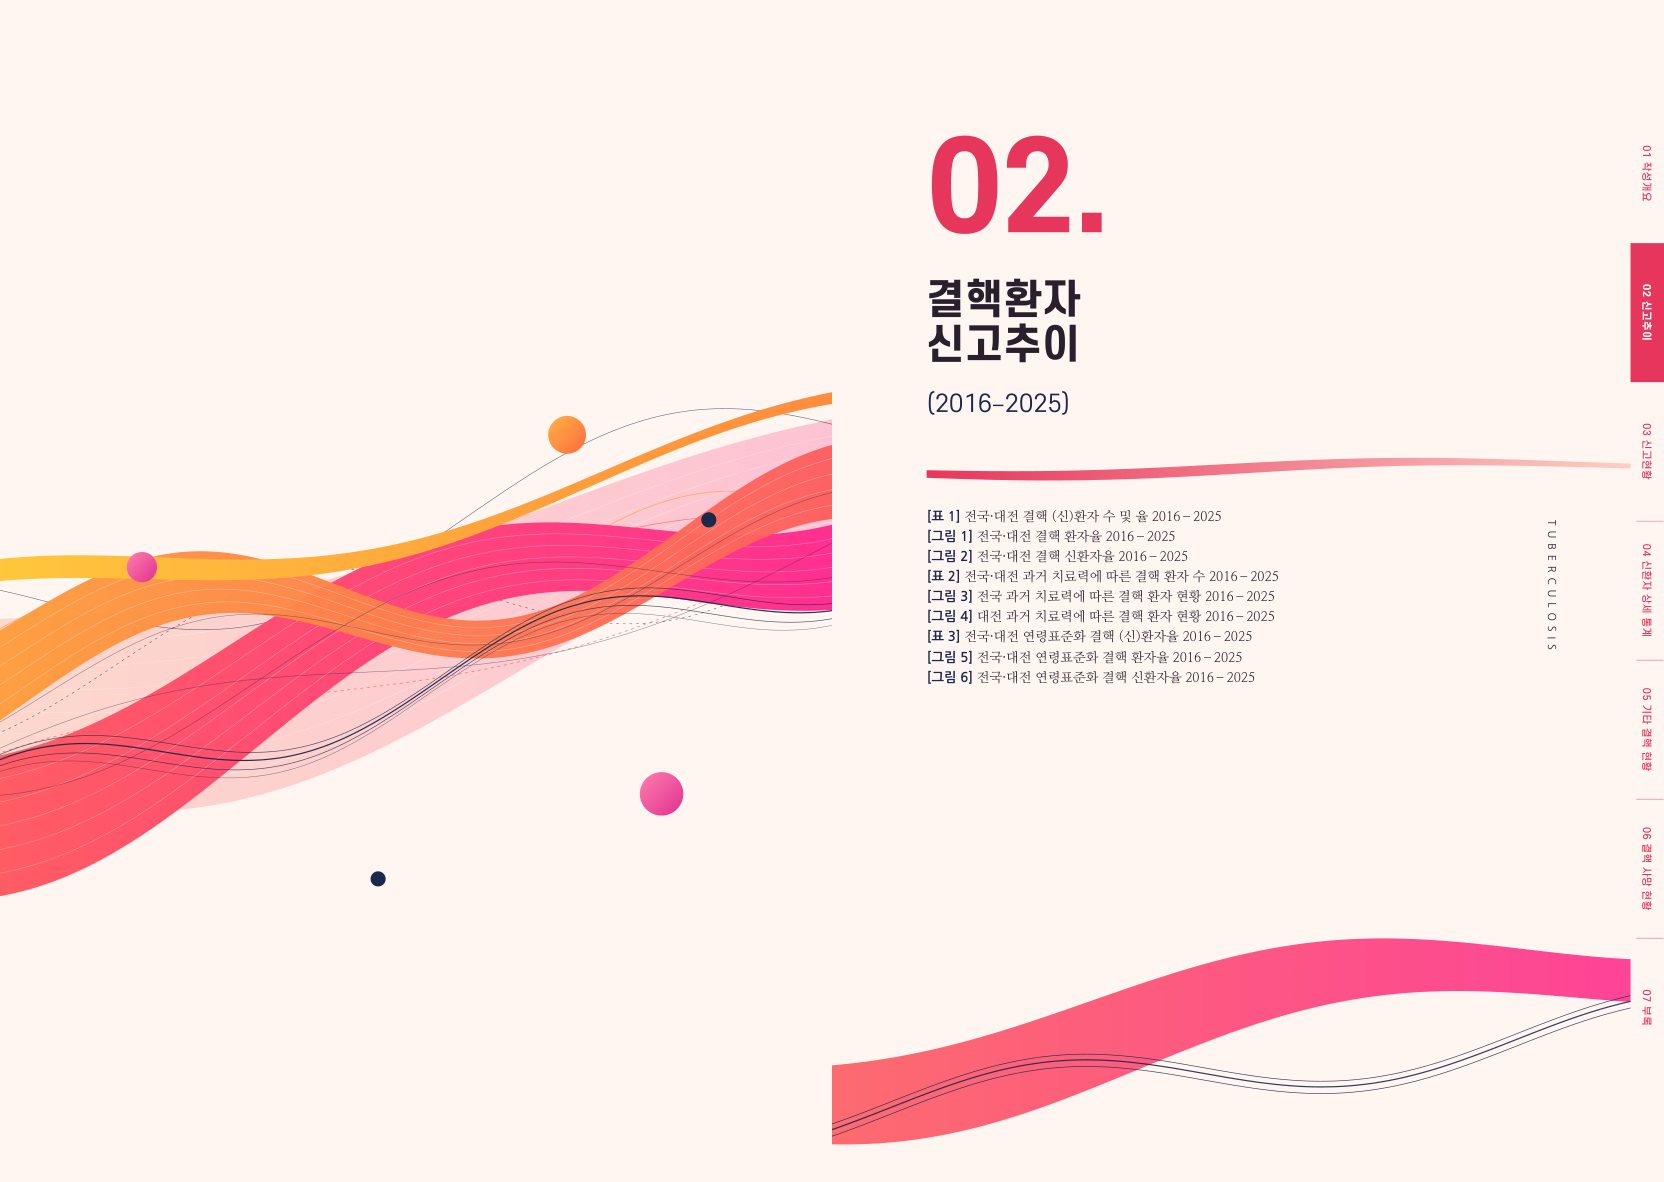 02.
결핵환자
신고추이
(2016–2025)
[표 1] 전국·대전 결핵 (신)환자 수 및 율 2016 – 2025
[그림 1] 전국·대전 결핵 환자율 2016 – 2025
[그림 2] 전국·대전 결핵 신환자율 2016 – 2025
[표 2] 전국·대전 과거 치료력에 따른 결핵 환자 수 2016 – 2025
[그림 3] 전국 과거 치료력에 따른 결핵 환자 현황 2016 – 2025
[그림 4] 대전 과거 치료력에 따른 결핵 환자 현황 2016 – 2025
[표 3] 전국·대전 연령표준화 결핵 (신)환자율 2016 – 2025
[그림 5] 전국·대전 연령표준화 결핵 환자율 2016 – 2025
[그림 6] 전국·대전 연령표준화 결핵 신환자율 2016 – 2025
TUBERCULOSIS
01 작성개요
02 신고추이
03 신고현황
04 신환자 상세 통계
05 기타 결핵 현황
06 결핵 사망 현황
07 부록